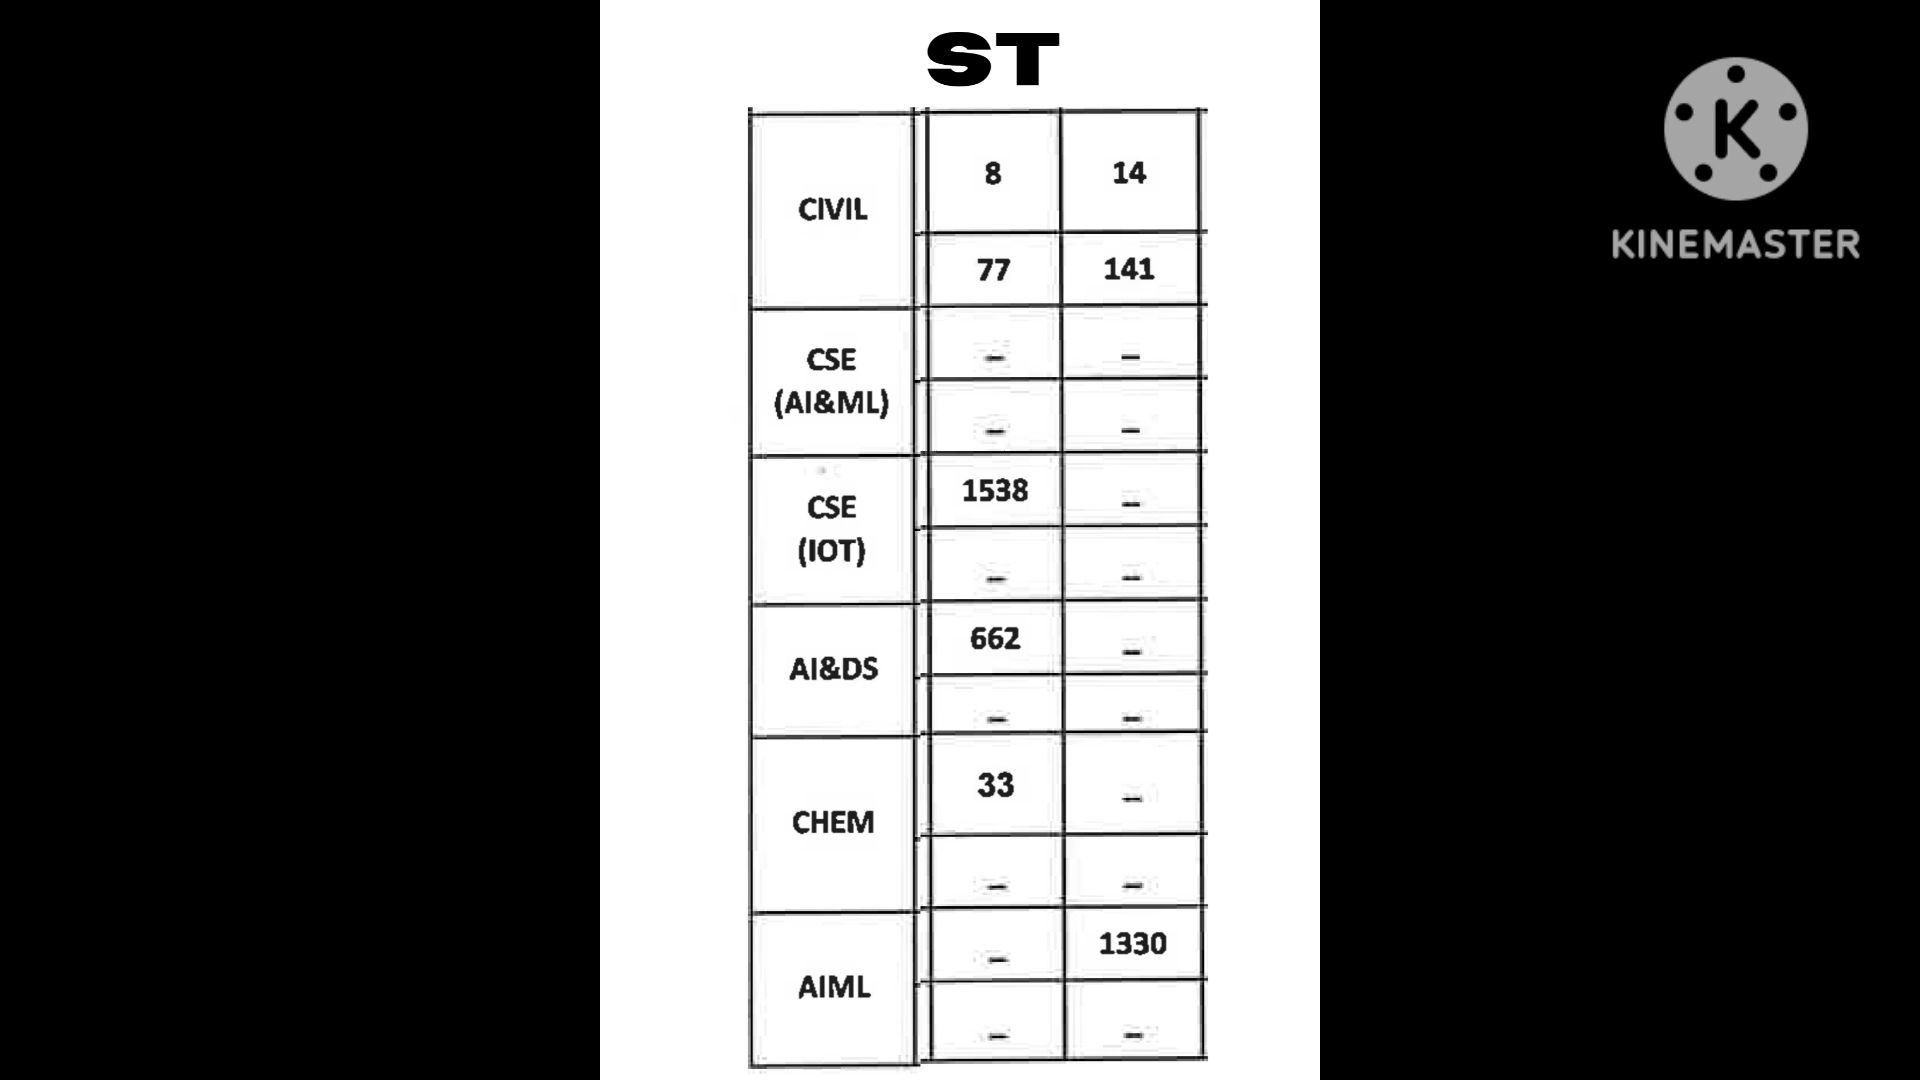 ST
8 14
CIVIL
77 141
CSE
(AI&ML)
– –
– –
1538 –
CSE
(IOT)
– –
662 –
AI&DS
– –
33 –
CHEM
– –
– 1330
AIML
– –
K
KINEMASTER